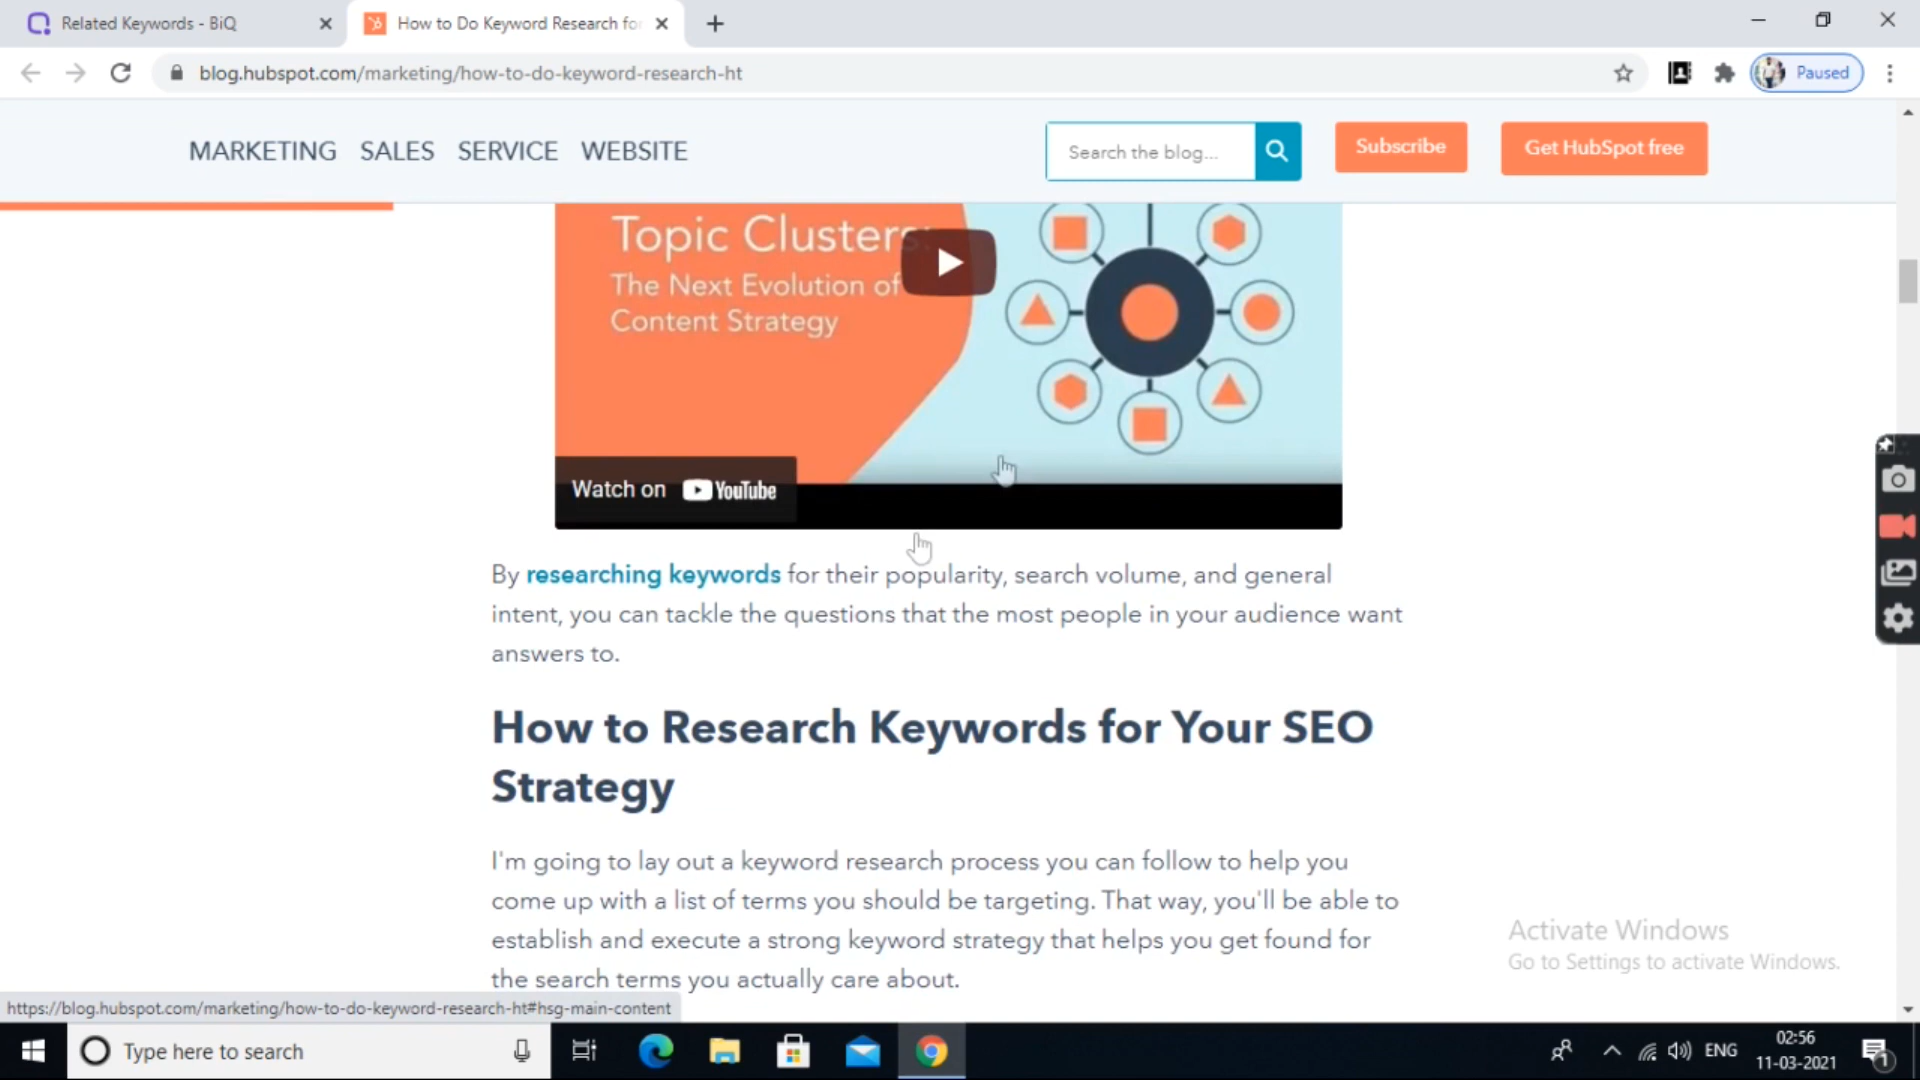 Related Keywords - BiQ
How to Do Keyword Research for
blog.hubspot.com/marketing/how-to-do-keyword-research-ht
Paused
MARKETING SALES SERVICE WEBSITE
Search the blog...
Subscribe
Get HubSpot free
Topic Clusters:
The Next Evolution of
Content Strategy
Watch on YouTube
By researching keywords for their popularity, search volume, and general
intent, you can tackle the questions that the most people in your audience want
answers to.
How to Research Keywords for Your SEO
Strategy
I'm going to lay out a keyword research process you can follow to help you
come up with a list of terms you should be targeting. That way, you'll be able to
establish and execute a strong keyword strategy that helps you get found for
the search terms you actually care about.
Activate Windows
Go to Settings to activate Windows.
https://blog.hubspot.com/marketing/how-to-do-keyword-research-ht#hsg-main-content
Type here to search
ENG
02:56
11-03-2021
1